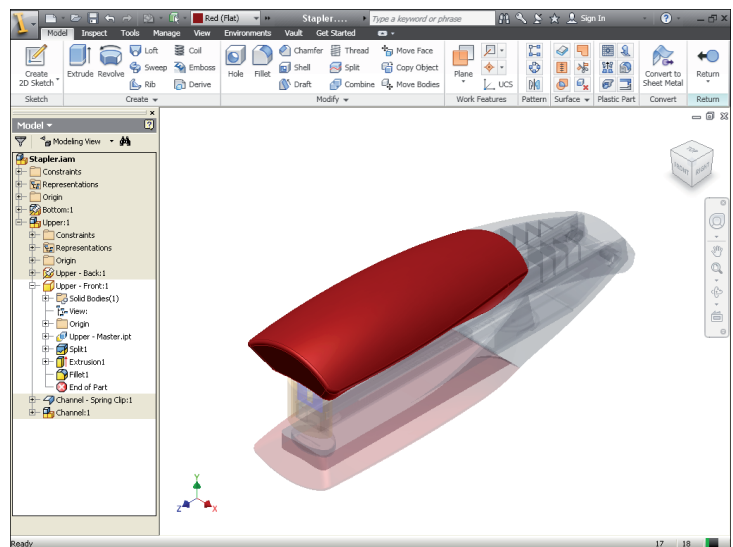 Red (Flat) Stapler.... Type a keyword or phrase Sign In
Model Inspect Tools Manage View Environments Vault Get Started
Create 2D Sketch
Extrude Revolve
Loft
Sweep
Rib
Coil
Emboss
Derive
Hole Fillet
Chamfer
Shell
Draft
Thread
Split
Combine
Move Face
Copy Object
Move Bodies
Plane
UCS
Convert to Sheet Metal
Return
Sketch Create Modify Work Features Pattern Surface Plastic Part Convert Return
Model
Modeling View
Stapler.iam
Constraints
Representations
Origin
Bottom:1
Upper:1
Constraints
Representations
Origin
Upper - Back:1
Upper - Front:1
Solid Bodies(1)
View:
Origin
Upper - Master.ipt
Split1
Extrusion1
Fillet1
End of Part
Channel - Spring Clip:1
Channel:1
TOP
FRONT
RIGHT
Y
Z
X
Ready 17 18